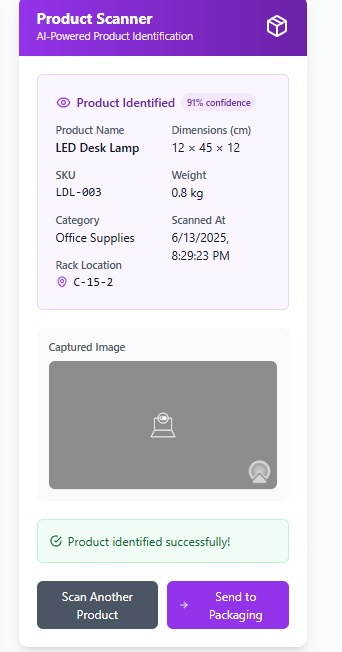 Product Scanner
AI-Powered Product Identification
Product Identified 91% confidence
Product Name
LED Desk Lamp
Dimensions (cm)
12 × 45 × 12
SKU
LDL-003
Weight
0.8 kg
Category
Office Supplies
Scanned At
6/13/2025,
8:29:23 PM
Rack Location
C-15-2
Captured Image
Product identified successfully!
Scan Another
Product
Send to
Packaging